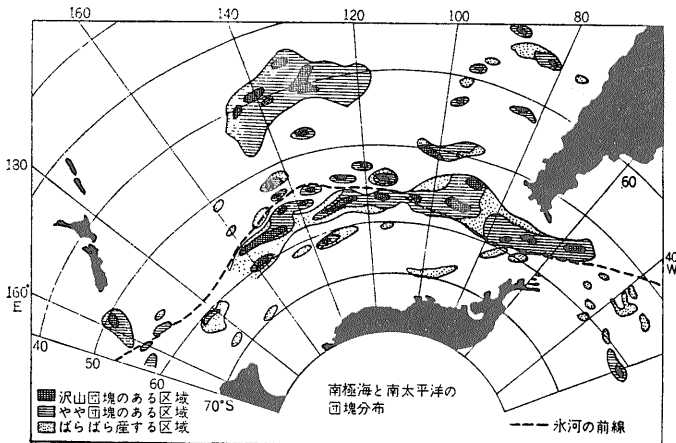 140
120
100
80
130
60
40
W
160°
E
40
50
60
70°S
沢山団塊のある区域
やや団塊のある区域
ばらばら産する区域
南極海と南太平洋の
団塊分布
氷河の前線